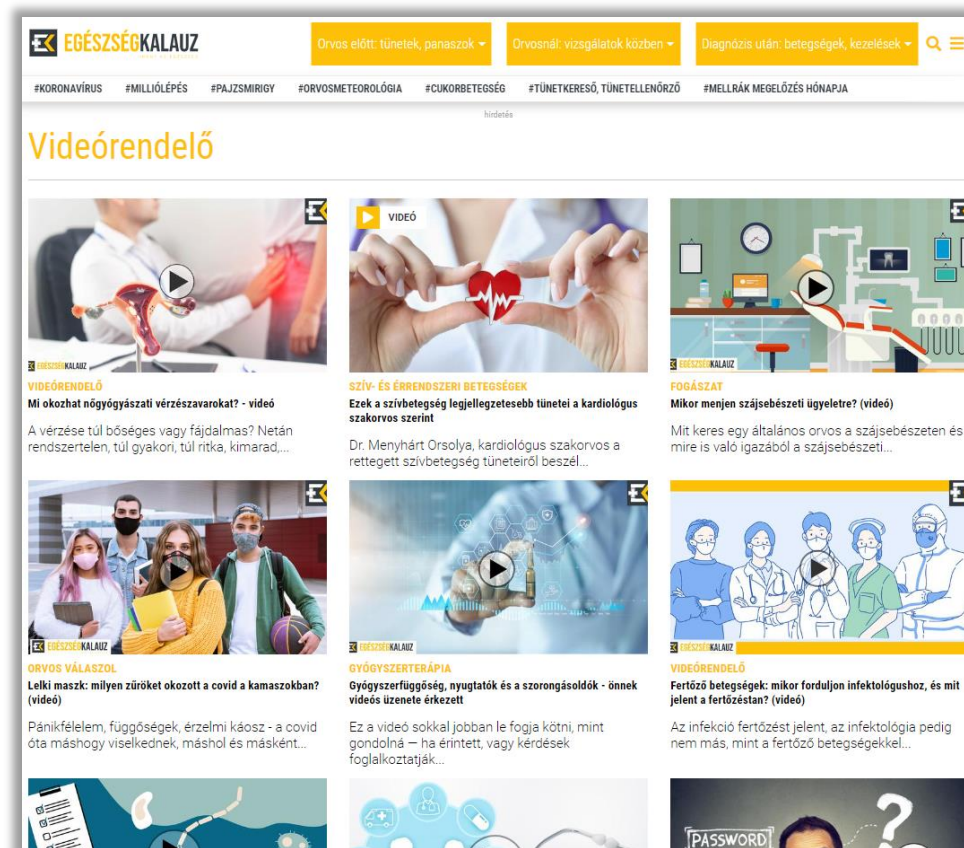 EK EGÉSZSÉGKALAUZ
Orvos előtt: tünetek, panaszok
Orvosnál: vizsgálatok közben
Diagnózis után: betegségek, kezelések
#KORONAVÍRUS #MILLIÓLÉPÉS #PAJZSMIRIGY #ORVOSMETEOROLÓGIA #CUKORBETEGSÉG #TÜNETKERESŐ, TÜNETELLENŐRZŐ #MELLRÁK MEGELŐZÉS HÓNAPJA
hirdetés
Videórendelő
EGÉSZSÉGKALAUZ
VIDEÓRENDELŐ
Mi okozhat nőgyógyászati vérzészavarokat? - videó
A vérzése túl bőséges vagy fájdalmas? Netán
rendszertelen, túl gyakori, túl ritka, kimarad,...
VIDEÓ
SZÍV- ÉS ÉRRENDSZERI BETEGSÉGEK
Ezek a szívbetegség legjellegzetesebb tünetei a kardiológus
szakorvos szerint
Dr. Menyhárt Orsolya, kardiológus szakorvos a
rettegett szívbetegség tüneteiről beszél...
EGÉSZSÉGKALAUZ
FOGÁSZAT
Mikor menjen szájsebészeti ügyeletre? (videó)
Mit keres egy általános orvos a szájsebészeten és
mire is való igazából a szájsebészeti...
EGÉSZSÉGKALAUZ
ORVOS VÁLASZOL
Lelki maszk: milyen zűröket okozott a covid a kamaszokban?
(videó)
Pánikfélelem, függőségek, érzelmi káosz - a covid
óta máshogy viselkednek, máshol és másként...
EGÉSZSÉGKALAUZ
GYÓGYSZERTERÁPIA
Gyógyszerfüggőség, nyugtatók és a szorongásoldók - önnek
videós üzenete érkezett
Ez a videó sokkal jobban le fogja kötni, mint
gondolná — ha érintett, vagy kérdések
foglalkoztatják...
EGÉSZSÉGKALAUZ
VIDEÓRENDELŐ
Fertőző betegségek: mikor forduljon infektológushoz, és mit
jelent a fertőzéstan? (videó)
Az infekció fertőzést jelent, az infektológia pedig
nem más, mint a fertőző betegségekkel...
PASSWORD
?